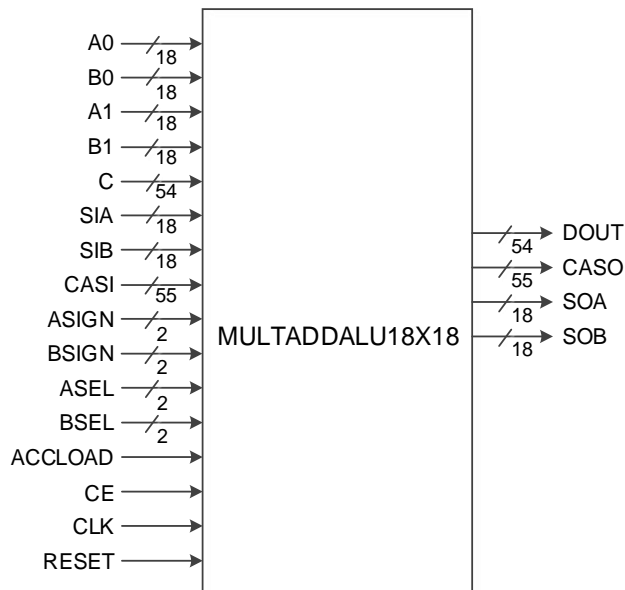 A0
18
B0
18
A1
18
B1
18
C
54
SIA
18
SIB
18
CASI
55
ASIGN
2
BSIGN
2
ASEL
2
BSEL
2
ACCLOAD
CE
CLK
RESET
MULTADDALU18X18
DOUT
54
CASO
55
SOA
18
SOB
18